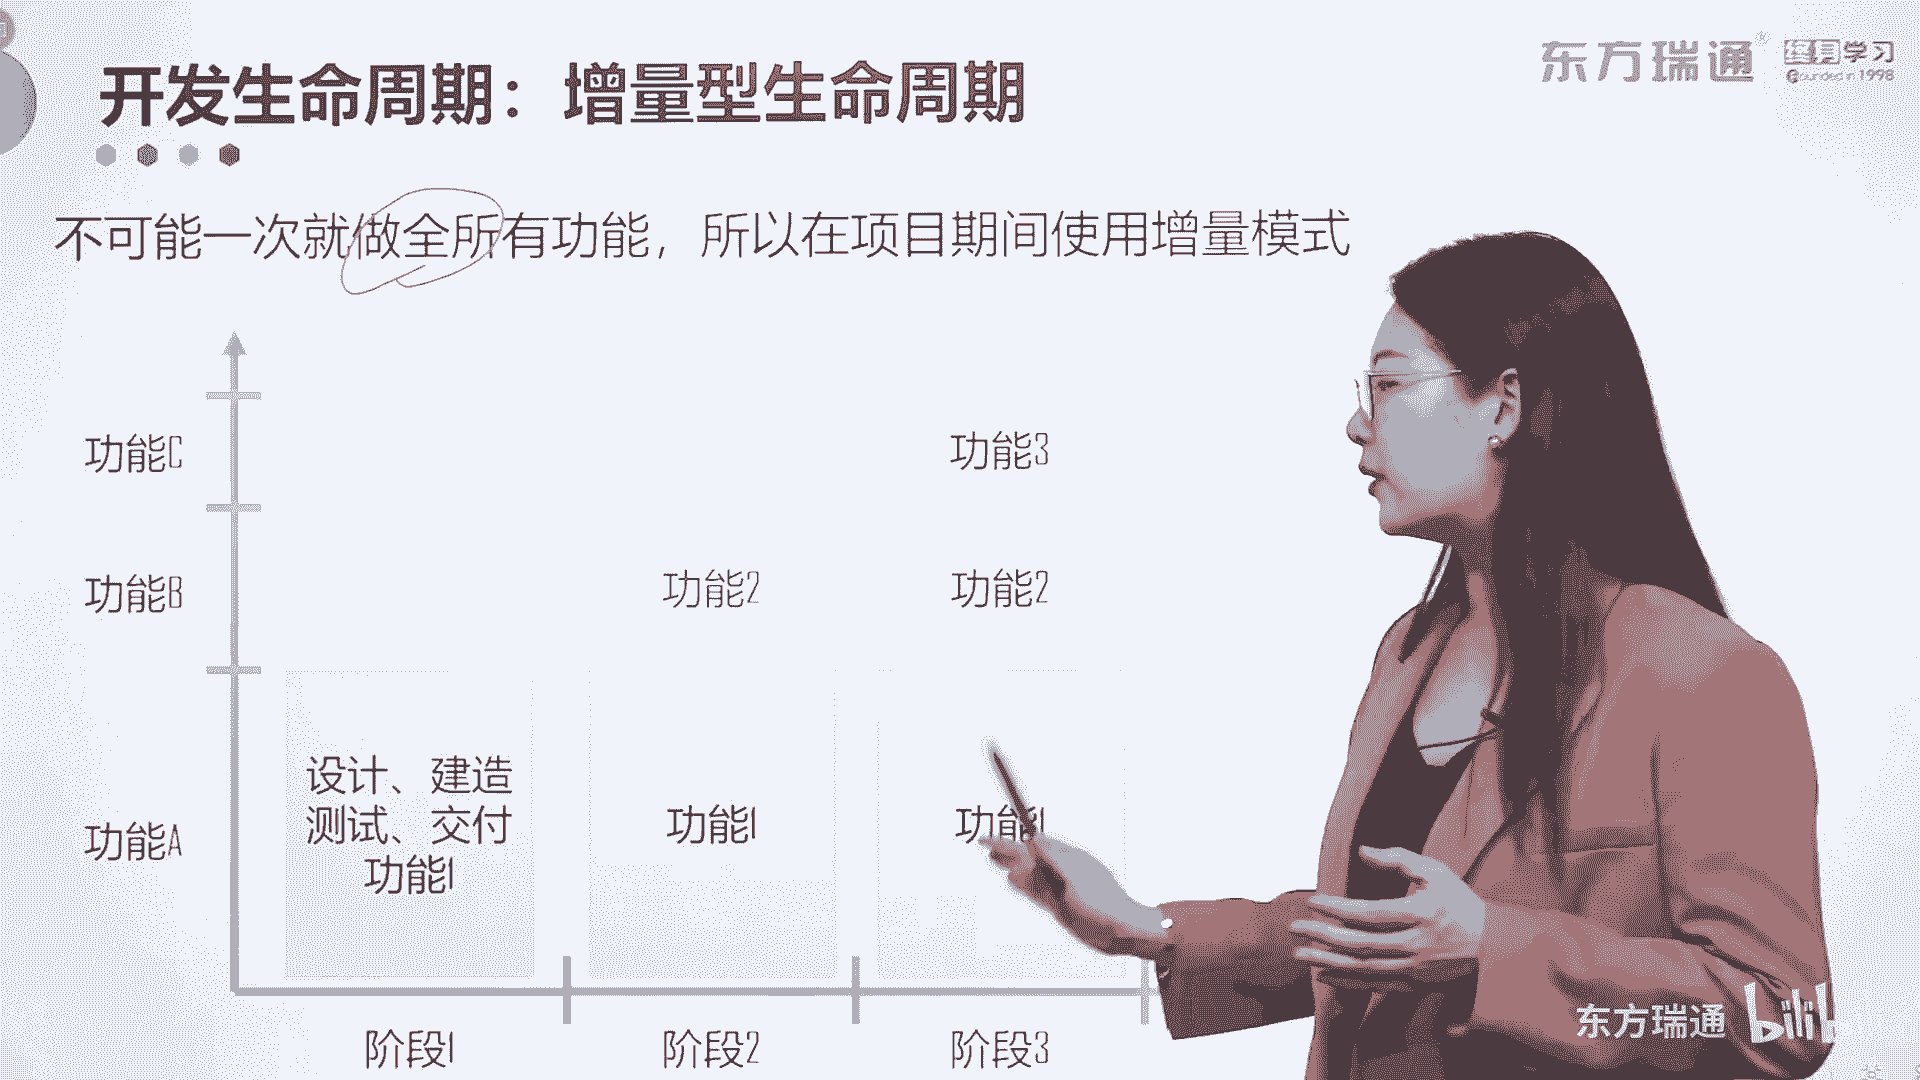 开发生命周期：增量型生命周期
东方瑞通®
终身学习
Founded in 1998
不可能一次就做全所有功能，所以在项目期间使用增量模式
功能C
功能3
功能B
功能2
功能2
功能A
设计、建造
测试、交付
功能1
功能1
功能1
阶段1
阶段2
阶段3
东方瑞通
bilib